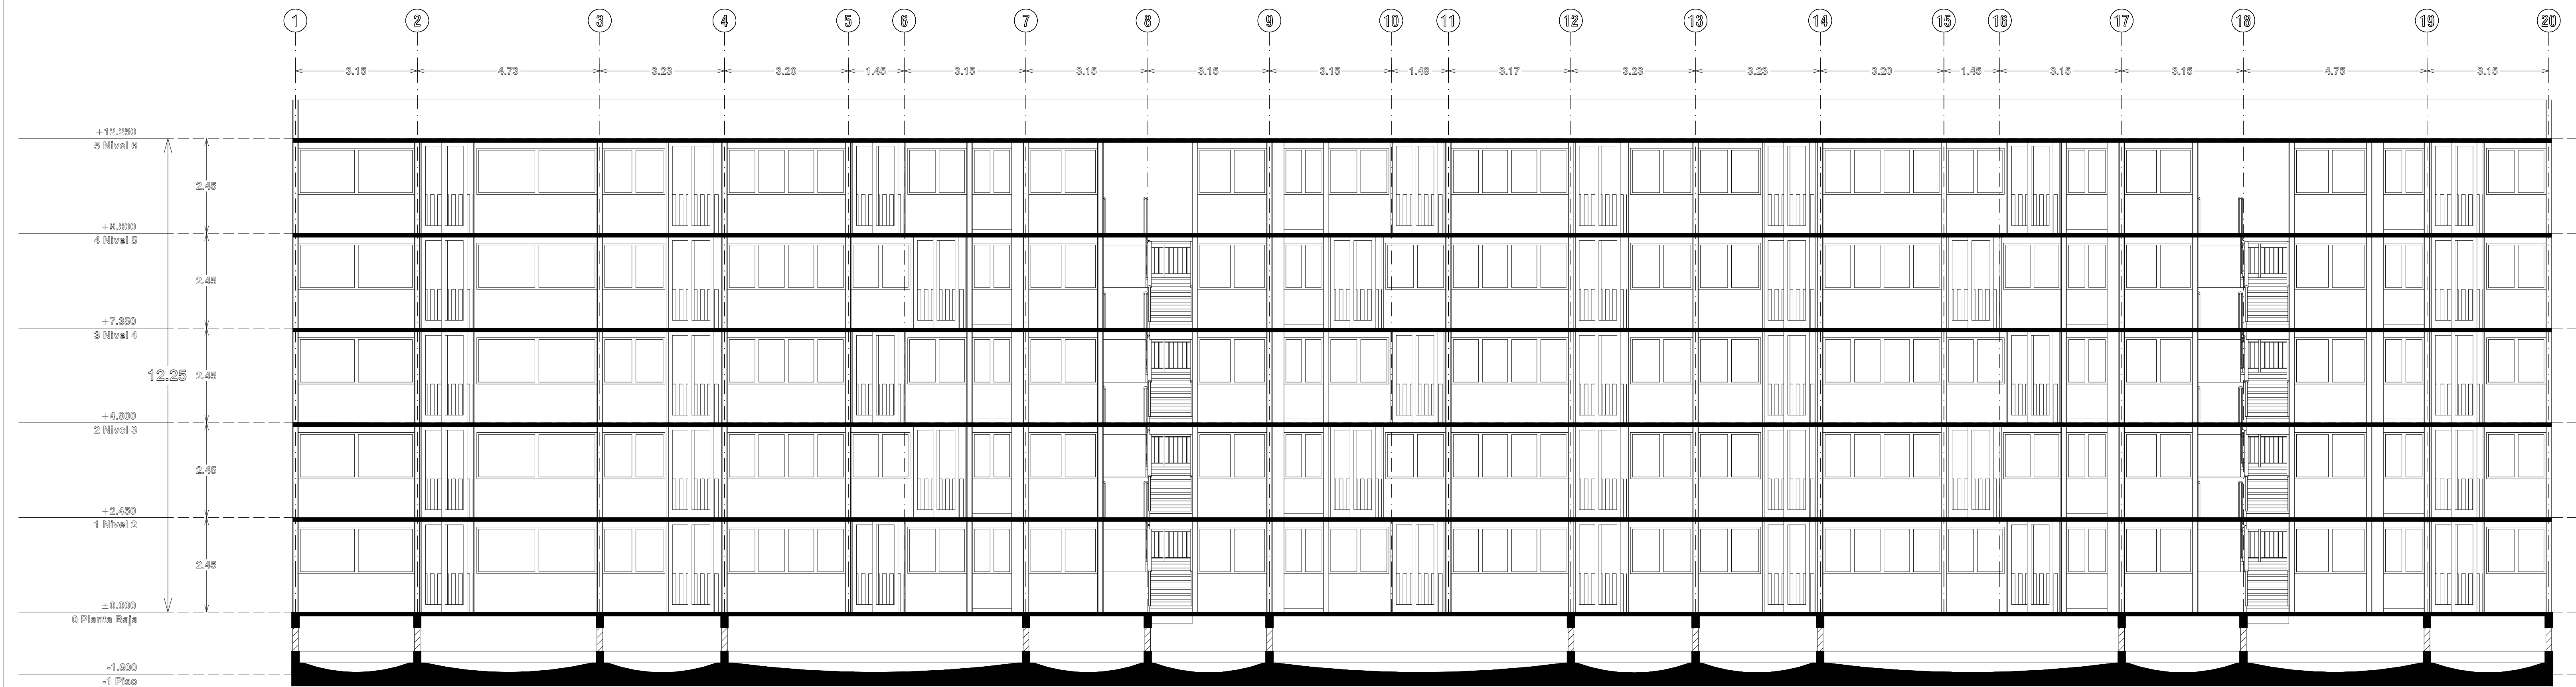 1 2 3 4 5 6 7 8 9 10 11 12 13 14 15 16 17 18 19 20
3.15 4.73 3.23 3.20 1.45 3.15 3.15 3.15 3.15 1.48 3.17 3.23 3.23 3.20 1.45 3.15 3.15 4.75 3.15
+12.250
5 Nivel 6
2.45
+9.800
4 Nivel 5
2.45
+7.350
3 Nivel 4
12.25 2.45
+4.900
2 Nivel 3
2.45
+2.450
1 Nivel 2
2.45
±0.000
0 Planta Baja
-1.600
-1 Piso